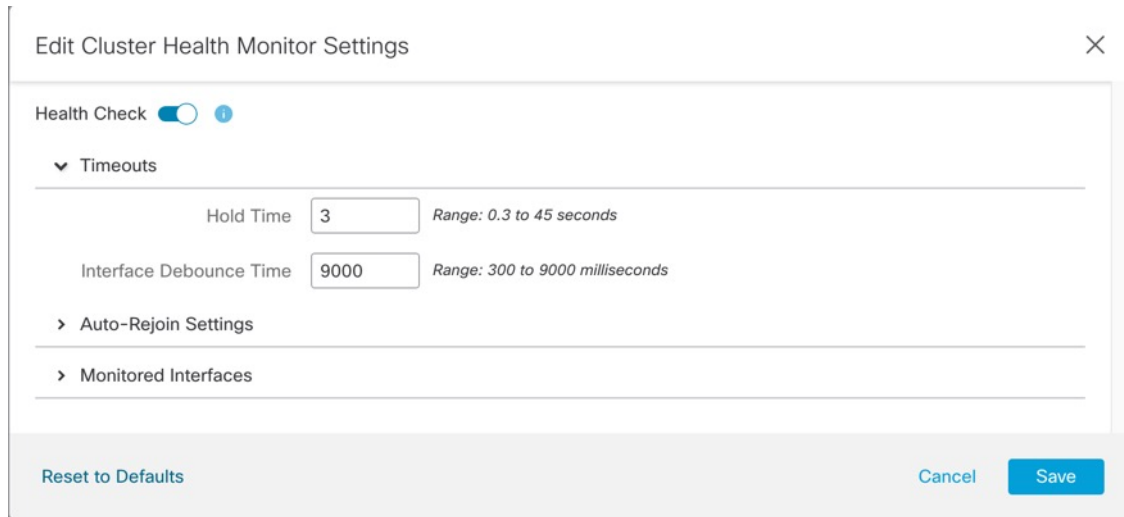 Edit Cluster Health Monitor Settings
Health Check
Timeouts
Hold Time 3 Range: 0.3 to 45 seconds
Interface Debounce Time 9000 Range: 300 to 9000 milliseconds
Auto-Rejoin Settings
Monitored Interfaces
Reset to Defaults Cancel Save